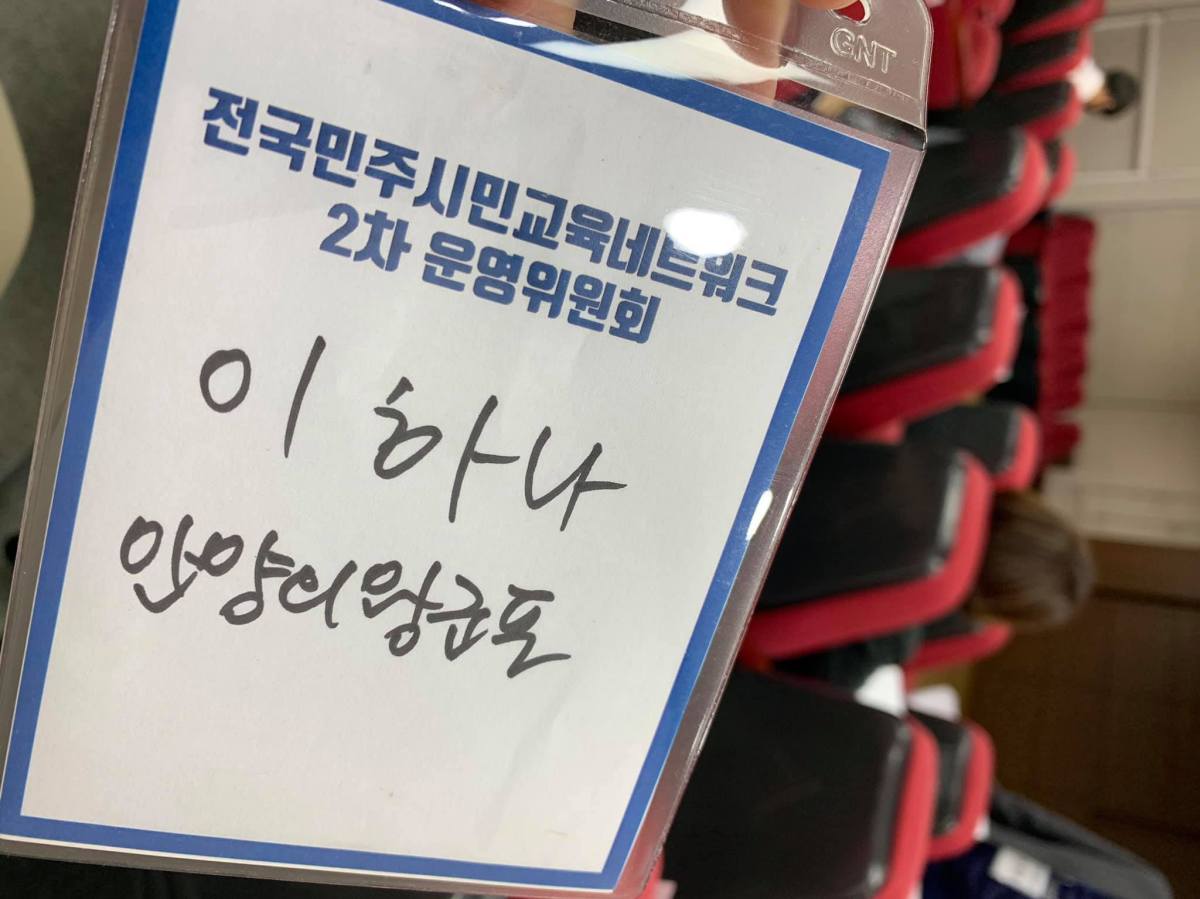 GNT
전국민주시민교육네트워크
2차 운영위원회
이하나
안양의왕군포